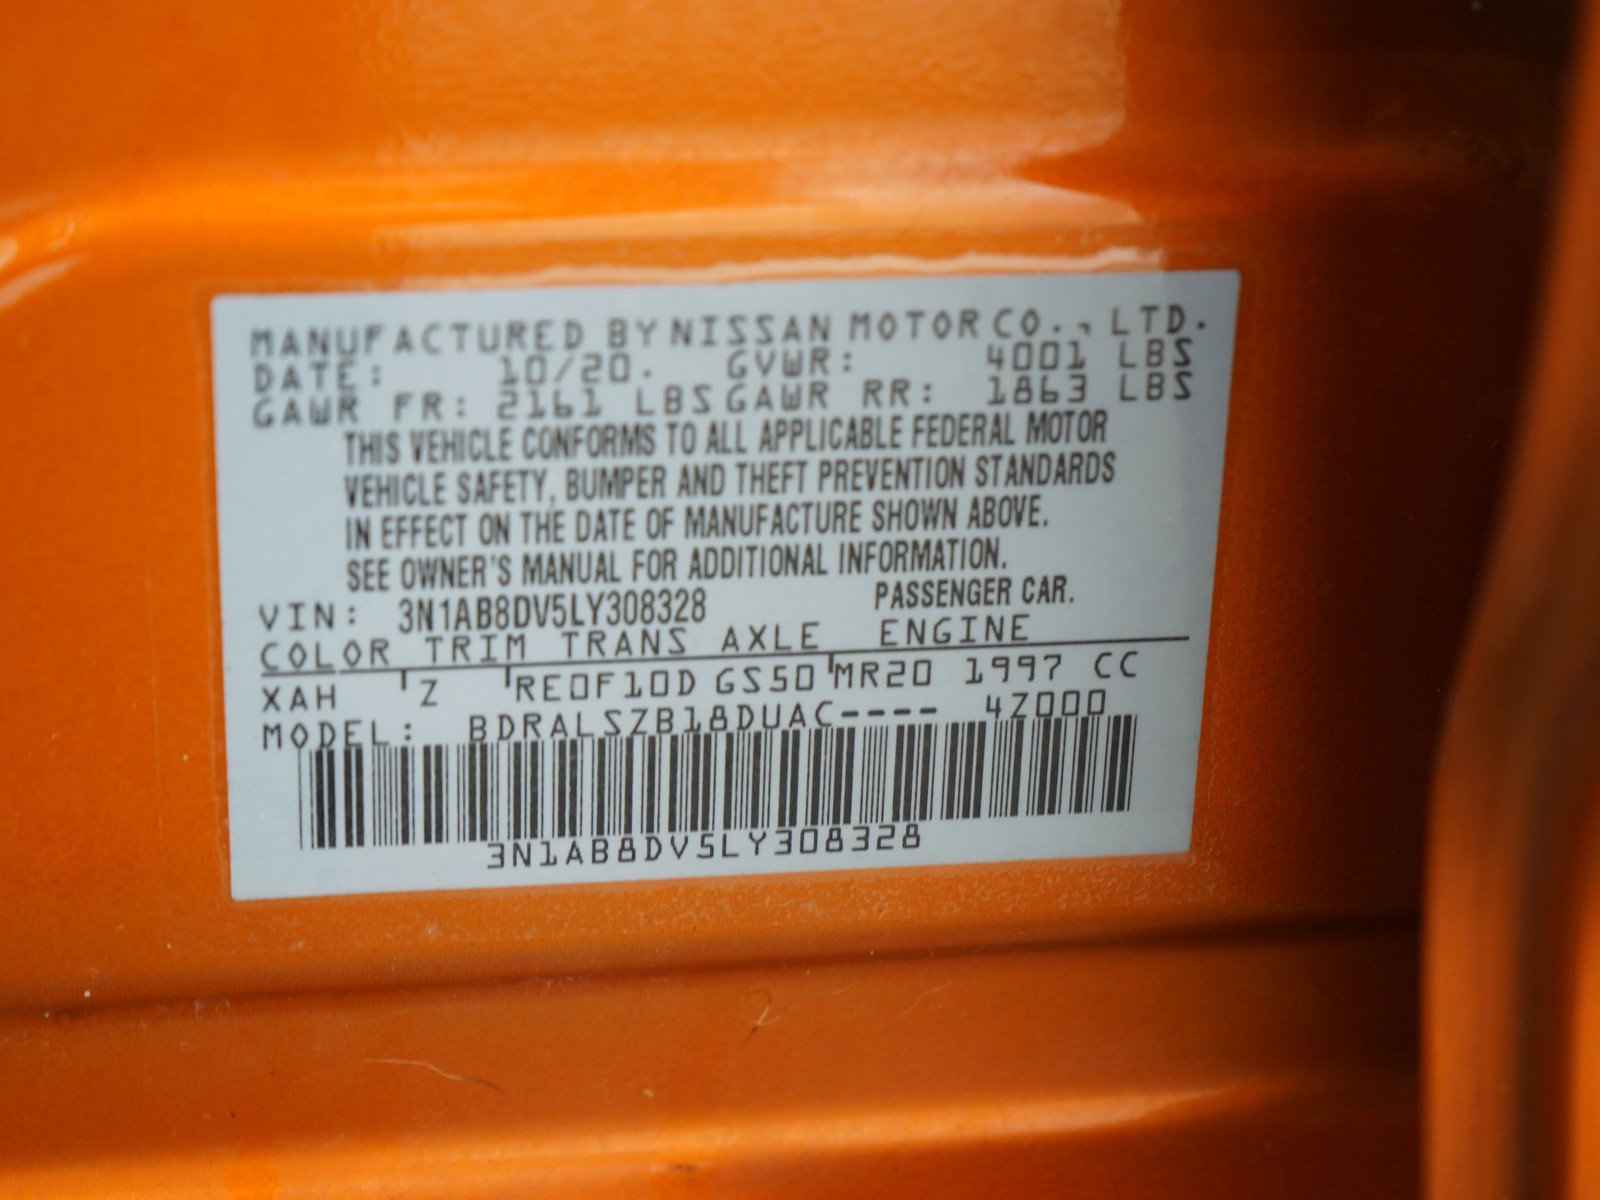 MANUFACTURED BY NISSAN MOTOR CO., LTD.
DATE: 10/20. GVWR: 4001 LBS
GAWR FR: 2161 LBS GAWR RR: 1863 LBS
THIS VEHICLE CONFORMS TO ALL APPLICABLE FEDERAL MOTOR
VEHICLE SAFETY, BUMPER AND THEFT PREVENTION STANDARDS
IN EFFECT ON THE DATE OF MANUFACTURE SHOWN ABOVE.
SEE OWNER'S MANUAL FOR ADDITIONAL INFORMATION.
VIN: 3N1AB8DV5LY308328 PASSENGER CAR.
COLOR TRIM TRANS AXLE ENGINE
XAH Z RE0F10D GS50 MR20 1997 CC
MODEL: BDRALSZB18DUAC---- 4Z000
3N1AB8DV5LY308328